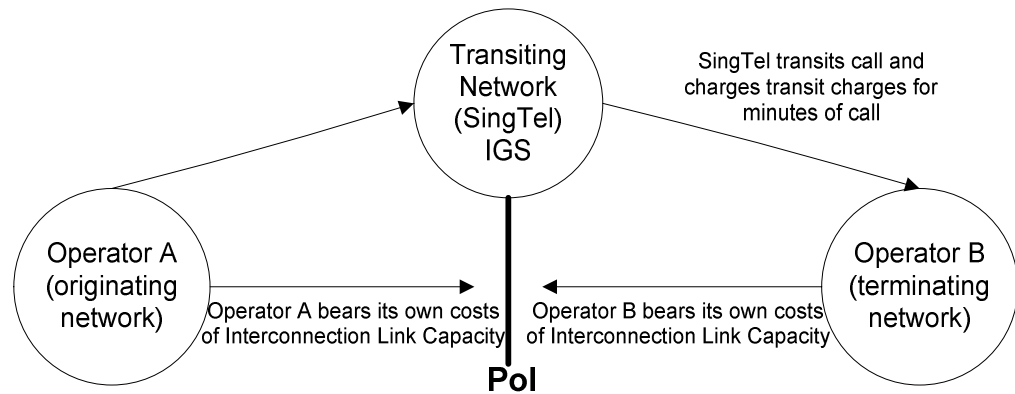 Transiting
Network
(SingTel)
IGS
SingTel transits call and
charges transit charges for
minutes of call
Operator A
(originating
network)
Operator B
(terminating
network)
Operator A bears its own costs
of Interconnection Link Capacity
Operator B bears its own costs
of Interconnection Link Capacity
PoI